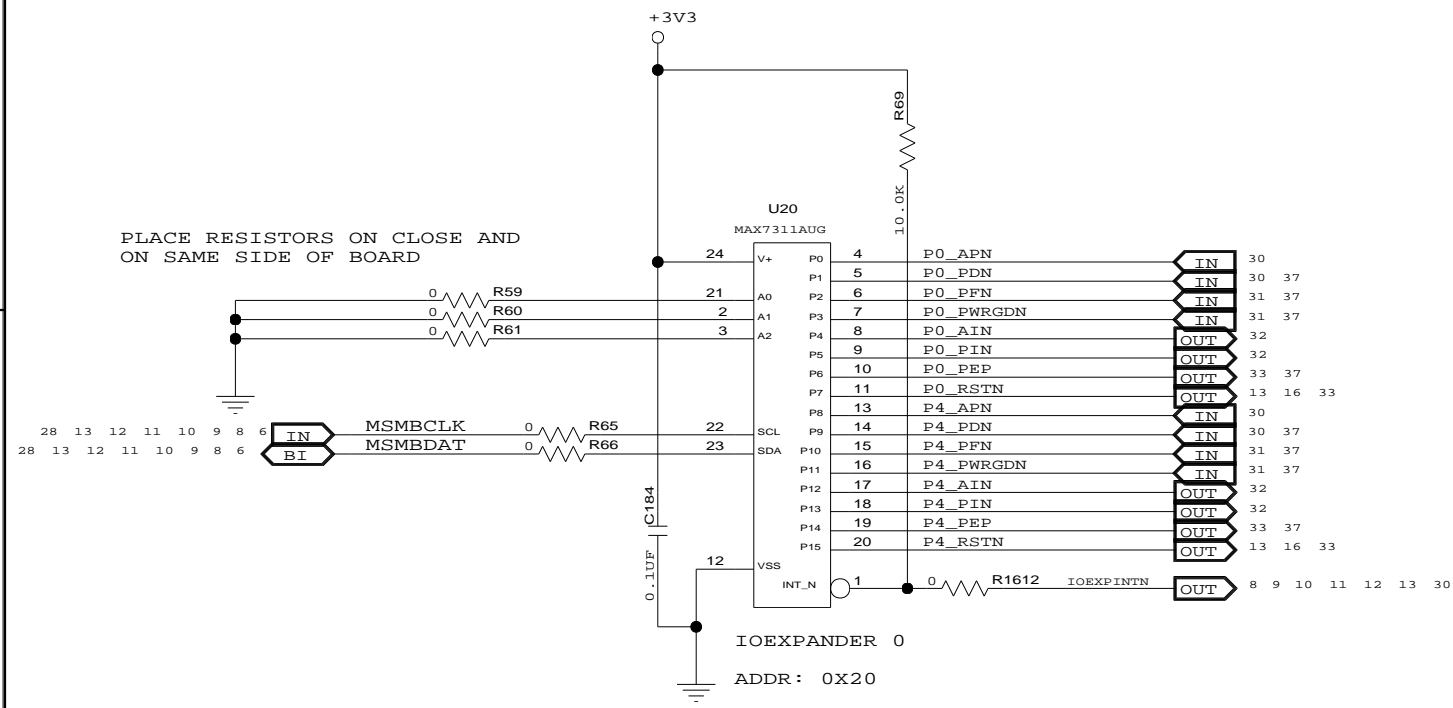 +3V3
R69
10.0K
U20
MAX7311AUG
PLACE RESISTORS ON CLOSE AND
ON SAME SIDE OF BOARD
24 V+ P0 4 P0_APN IN 30
P1 5 P0_PDN IN 30 37
0 R59 21 A0 P2 6 P0_PFN IN 31 37
0 R60 2 A1 P3 7 P0_PWRGDN IN 31 37
0 R61 3 A2 P4 8 P0_AIN OUT 32
P5 9 P0_PIN OUT 32
P6 10 P0_PEP OUT 33 37
P7 11 P0_RSTN OUT 13 16 33
P8 13 P4_APN IN 30
28 13 12 11 10 9 8 6 IN MSMBCLK 0 R65 22 SCL P9 14 P4_PDN IN 30 37
28 13 12 11 10 9 8 6 BI MSMBDAT 0 R66 23 SDA P10 15 P4_PFN IN 31 37
P11 16 P4_PWRGDN IN 31 37
P12 17 P4_AIN OUT 32
P13 18 P4_PIN OUT 32
C184
P14 19 P4_PEP OUT 33 37
P15 20 P4_RSTN OUT 13 16 33
0.1UF
12 VSS
INT_N 1 0 R1612 IOEXPINTN OUT 8 9 10 11 12 13 30
IOEXPANDER 0
ADDR: 0X20